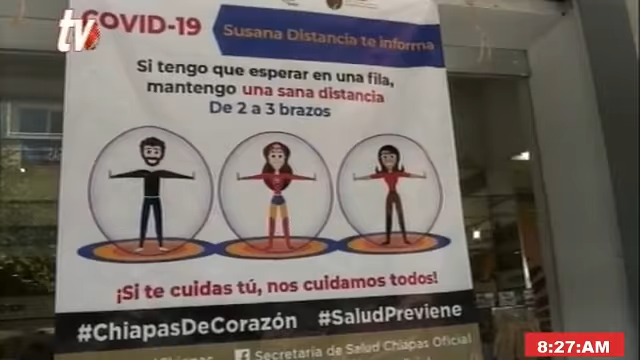 tv
COVID-19
Susana Distancia te informa
Si tengo que esperar en una fila,
mantengo una sana distancia
De 2 a 3 brazos
¡Si te cuidas tú, nos cuidamos todos!
#ChiapasDeCorazón #SaludPreviene
Secretaria de Salud Chiapas Oficial
8:27:AM